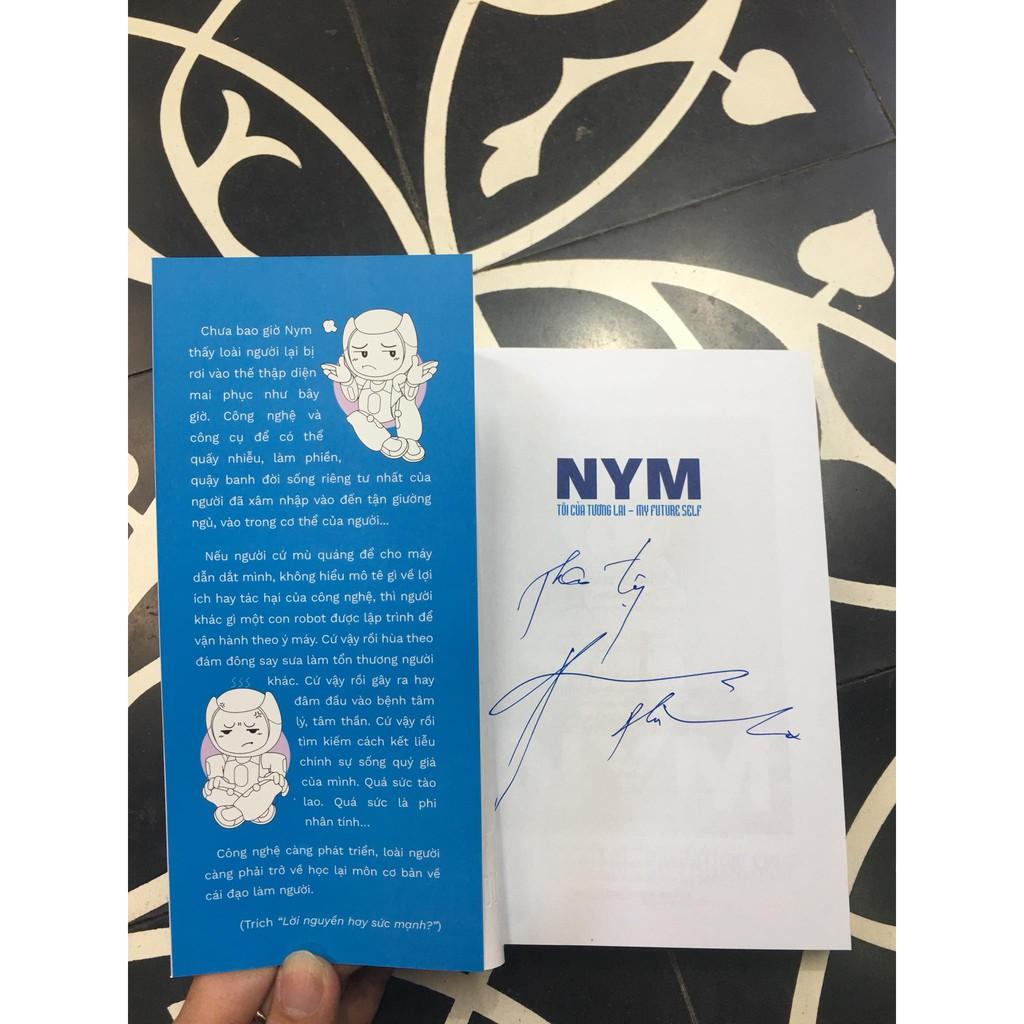 Chưa bao giờ Nym
thấy loài người lại bị
rơi vào thế thập diện
mai phục như bây
giờ. Công nghệ và
công cụ để có thể
quấy nhiễu, làm phiền,
quậy banh đời sống riêng tư nhất của
người đã xâm nhập vào đến tận giường
ngủ, vào trong cơ thể của người...
Nếu người cứ mù quáng để cho máy
dẫn dắt mình, không hiểu mô tê gì về lợi
ích hay tác hại của công nghệ, thì người
khác gì một con robot được lập trình để
vận hành theo ý máy. Cứ vậy rồi hùa theo
đám đông say sưa làm tổn thương người
khác. Cứ vậy rồi gây ra hay
đâm đầu vào bệnh tâm
lý, tâm thần. Cứ vậy rồi
tìm kiếm cách kết liễu
chính sự sống quý giá
của mình. Quá sức tào
lao. Quá sức là phi
nhân tính...
Công nghệ càng phát triển, loài người
càng phải trở về học lại môn cơ bản về
cái đạo làm người.
(Trích "Lời nguyền hay sức mạnh?")
NYM
TÔI CỦA TƯƠNG LAI - MY FUTURE SELF